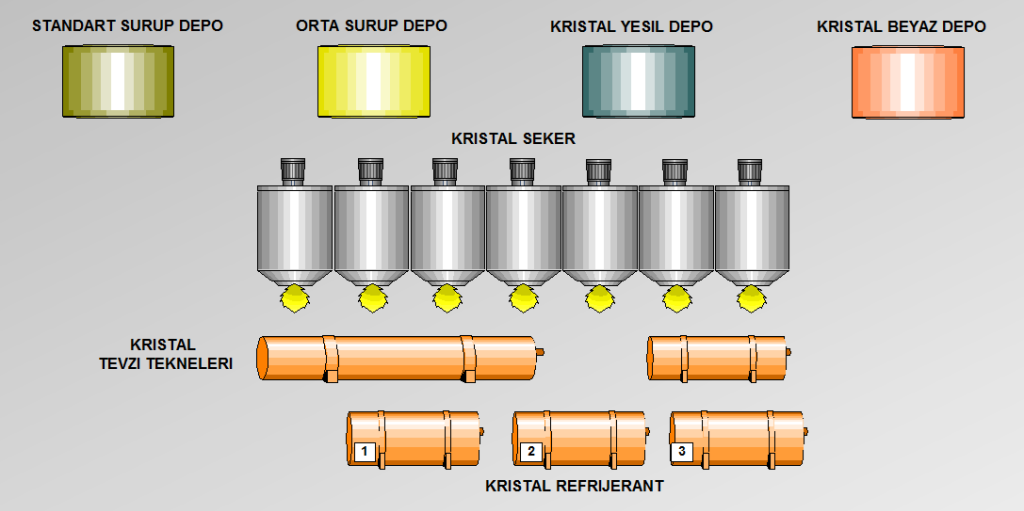 STANDART SURUP DEPO
ORTA SURUP DEPO
KRISTAL YESIL DEPO
KRISTAL BEYAZ DEPO
KRISTAL SEKER
KRISTAL
TEVZI TEKNELERI
1
2
3
KRISTAL REFRIJERANT